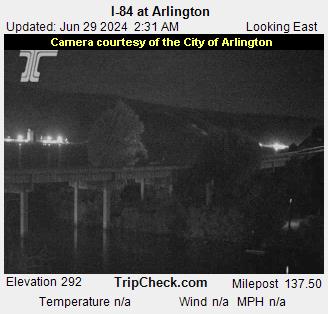 I-84 at Arlington
Updated: Jun 29 2024 2:31 AM Looking East
Camera courtesy of the City of Arlington
Elevation 292 TripCheck.com Milepost 137.50
Temperature n/a Wind n/a MPH n/a